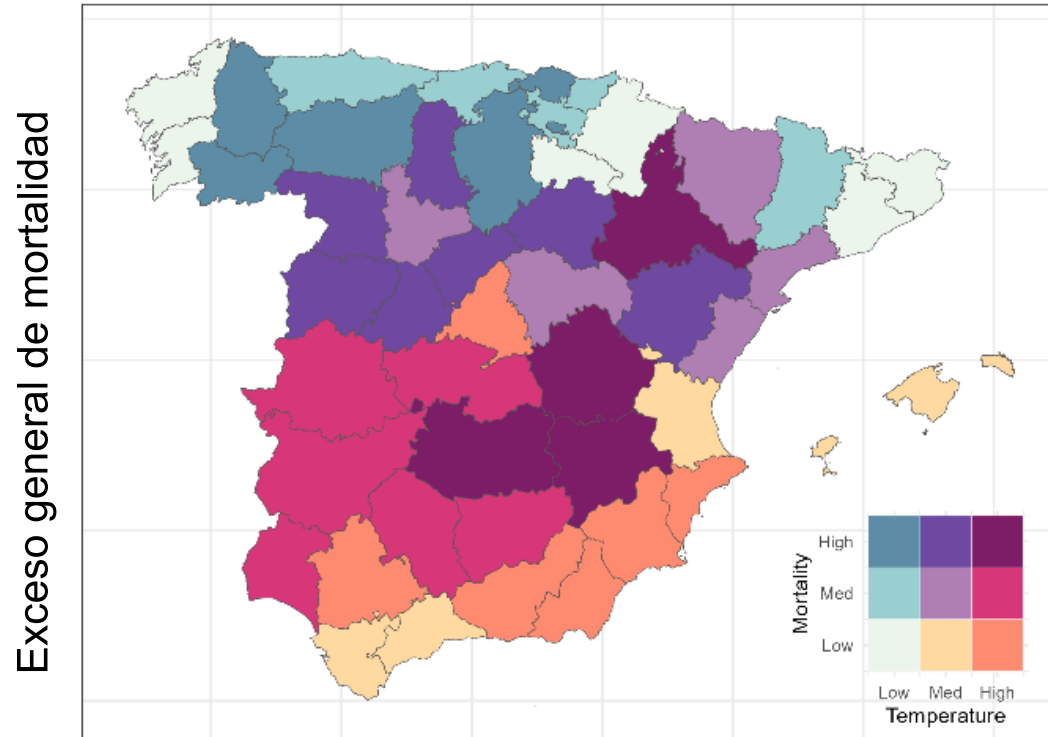 Exceso general de mortalidad
Mortality
High
Med
Low
Low Med High
Temperature